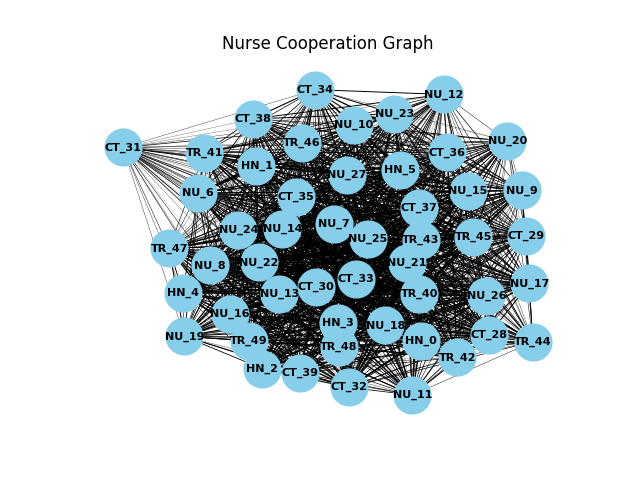 Nurse Cooperation Graph
CT_34
NU_12
NU_23
CT_38
NU_10
NU_20
TR_46
CT_31
TR_41
CT_36
HN_1
HN_5
NU_27
NU_6
NU_15
NU_9
CT_35
CT_37
NU_7
NU_14
NU_24
CT_29
TR_45
NU_25
TR_43
TR_47
NU_22
NU_21
NU_8
CT_33
NU_17
CT_30
HN_4
NU_13
TR_40
NU_26
NU_16
HN_3
NU_18
CT_28
NU_19
TR_49
HN_0
TR_44
TR_48
TR_42
HN_2
CT_39
CT_32
NU_11